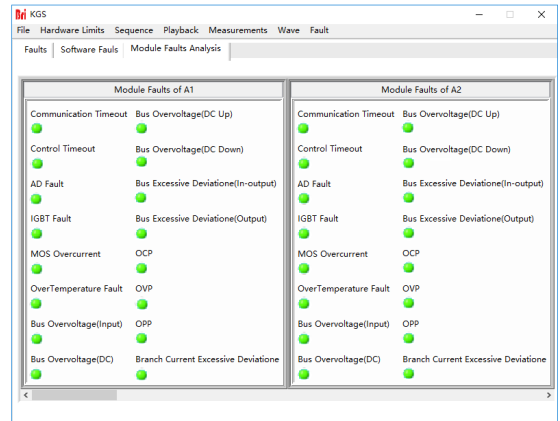 Bri KGS
File Hardware Limits Sequence Playback Measurements Wave Fault
Faults Software Fauls Module Faults Analysis
Module Faults of A1 Module Faults of A2
Communication Timeout Bus Overvoltage(DC Up) Communication Timeout Bus Overvoltage(DC Up)
Control Timeout Bus Overvoltage(DC Down) Control Timeout Bus Overvoltage(DC Down)
AD Fault Bus Excessive Deviatione(In-output) AD Fault Bus Excessive Deviatione(In-output)
IGBT Fault Bus Excessive Deviatione(Output) IGBT Fault Bus Excessive Deviatione(Output)
MOS Overcurrent OCP MOS Overcurrent OCP
OverTemperature Fault OVP OverTemperature Fault OVP
Bus Overvoltage(Input) OPP Bus Overvoltage(Input) OPP
Bus Overvoltage(DC) Branch Current Excessive Deviatione Bus Overvoltage(DC) Branch Current Excessive Deviatione